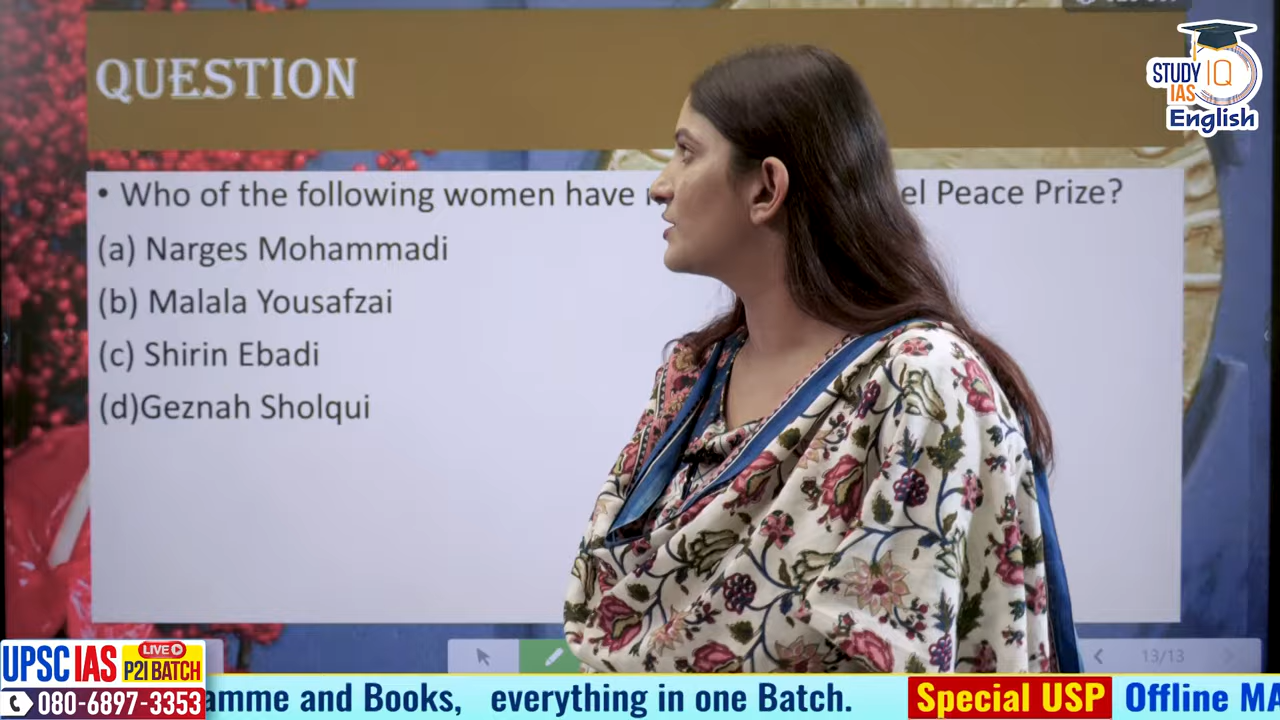 QUESTION
STUDY IQ
IAS
English
• Who of the following women have el Peace Prize?
(a) Narges Mohammadi
(b) Malala Yousafzai
(c) Shirin Ebadi
(d)Geznah Sholqui
13/13
UPSC IAS LIVE P2I BATCH
080-6897-3353
amme and Books, everything in one Batch. Special USP Offline MA